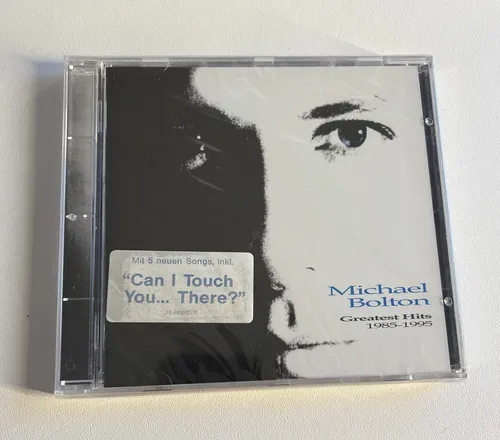 Mit 5 neuen Songs, inkl.
"Can I Touch
You... There?"
Michael
Bolton
Greatest Hits
1985-1995